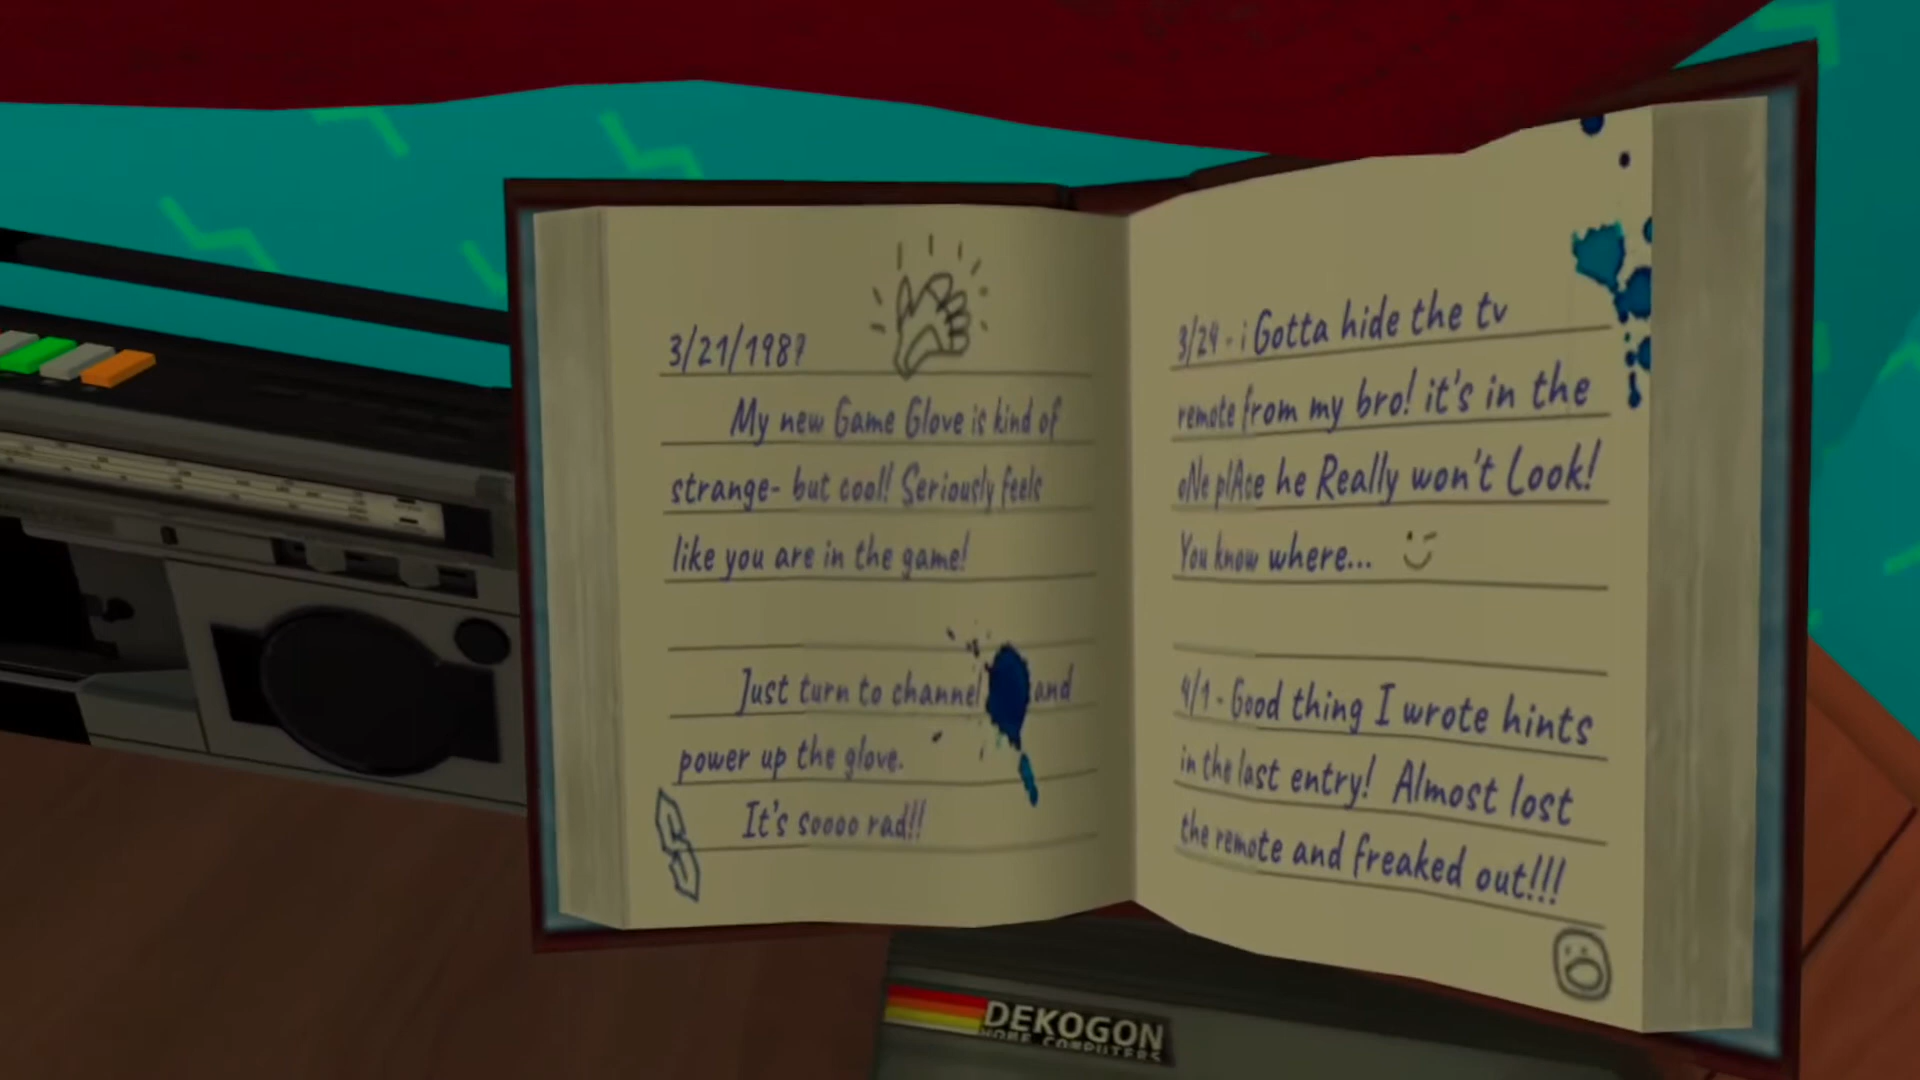 3/21/1987
My new Game Glove is kind of
strange- but cool! Seriously feels
like you are in the game!
Just turn to channel and
power up the glove.
It's soooo rad!!
3/24 - i Gotta hide the tv
remote from my bro! it's in the
oNe plAce he Really won't Look!
You know where...
4/1 - Good thing I wrote hints
in the last entry! Almost lost
the remote and freaked out!!!
DEKOGON
HOME COMPUTERS